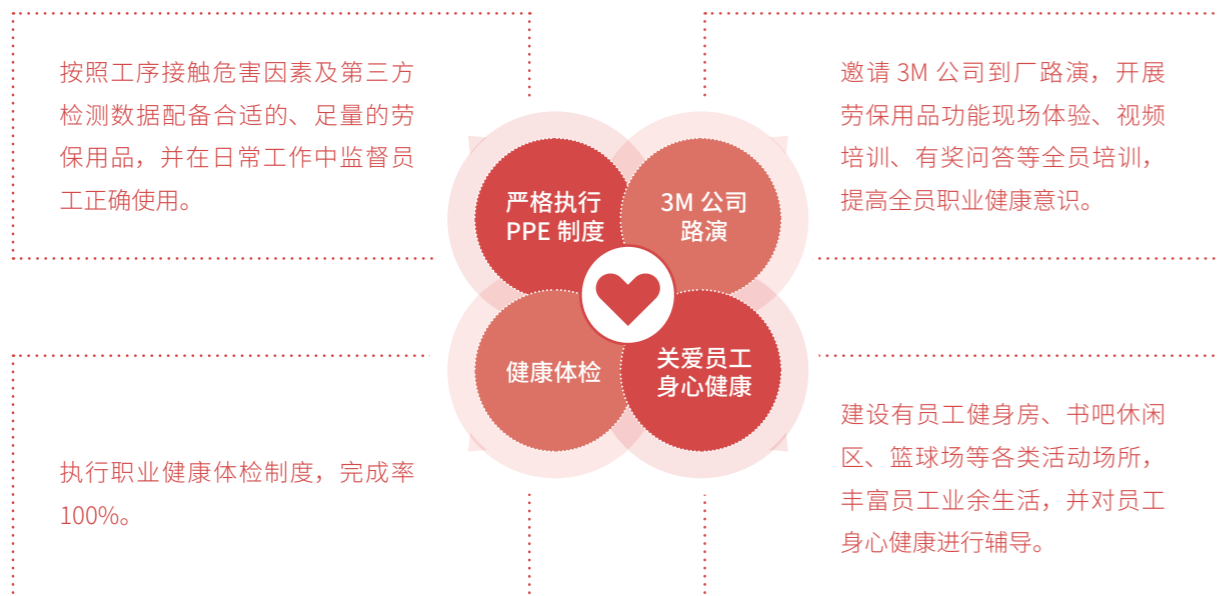 按照工序接触危害因素及第三方
检测数据配备合适的、足量的劳
保用品，并在日常工作中监督员
工正确使用。
严格执行
PPE 制度
3M 公司
路演
邀请 3M 公司到厂路演，开展
劳保用品功能现场体验、视频
培训、有奖问答等全员培训，
提高全员职业健康意识。
执行职业健康体检制度，完成率
100%。
健康体检
关爱员工
身心健康
建设有员工健身房、书吧休闲
区、篮球场等各类活动场所，
丰富员工业余生活，并对员工
身心健康进行辅导。